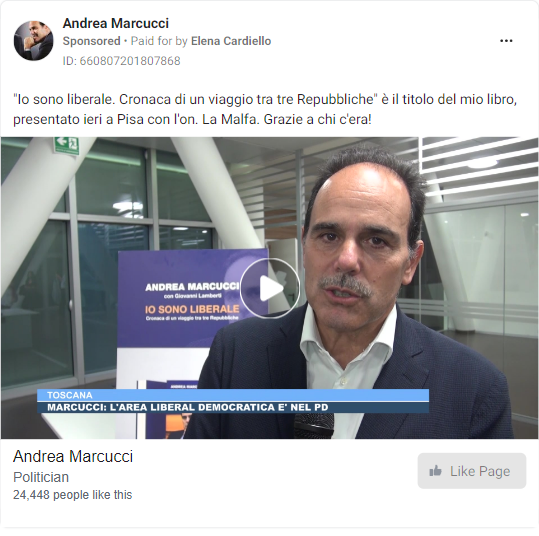 Andrea Marcucci
Sponsored • Paid for by Elena Cardiello
ID: 660807201807868
"Io sono liberale. Cronaca di un viaggio tra tre Repubbliche" è il titolo del mio libro,
presentato ieri a Pisa con l'on. La Malfa. Grazie a chi c'era!
ANDREA MARCUCCI
con Giovanni Lamberti
IO SONO LIBERALE
Cronaca di un viaggio tra tre Repubbliche
TOSCANA
MARCUCCI: L'AREA LIBERAL DEMOCRATICA E' NEL PD
Andrea Marcucci
Politician
24,448 people like this
Like Page